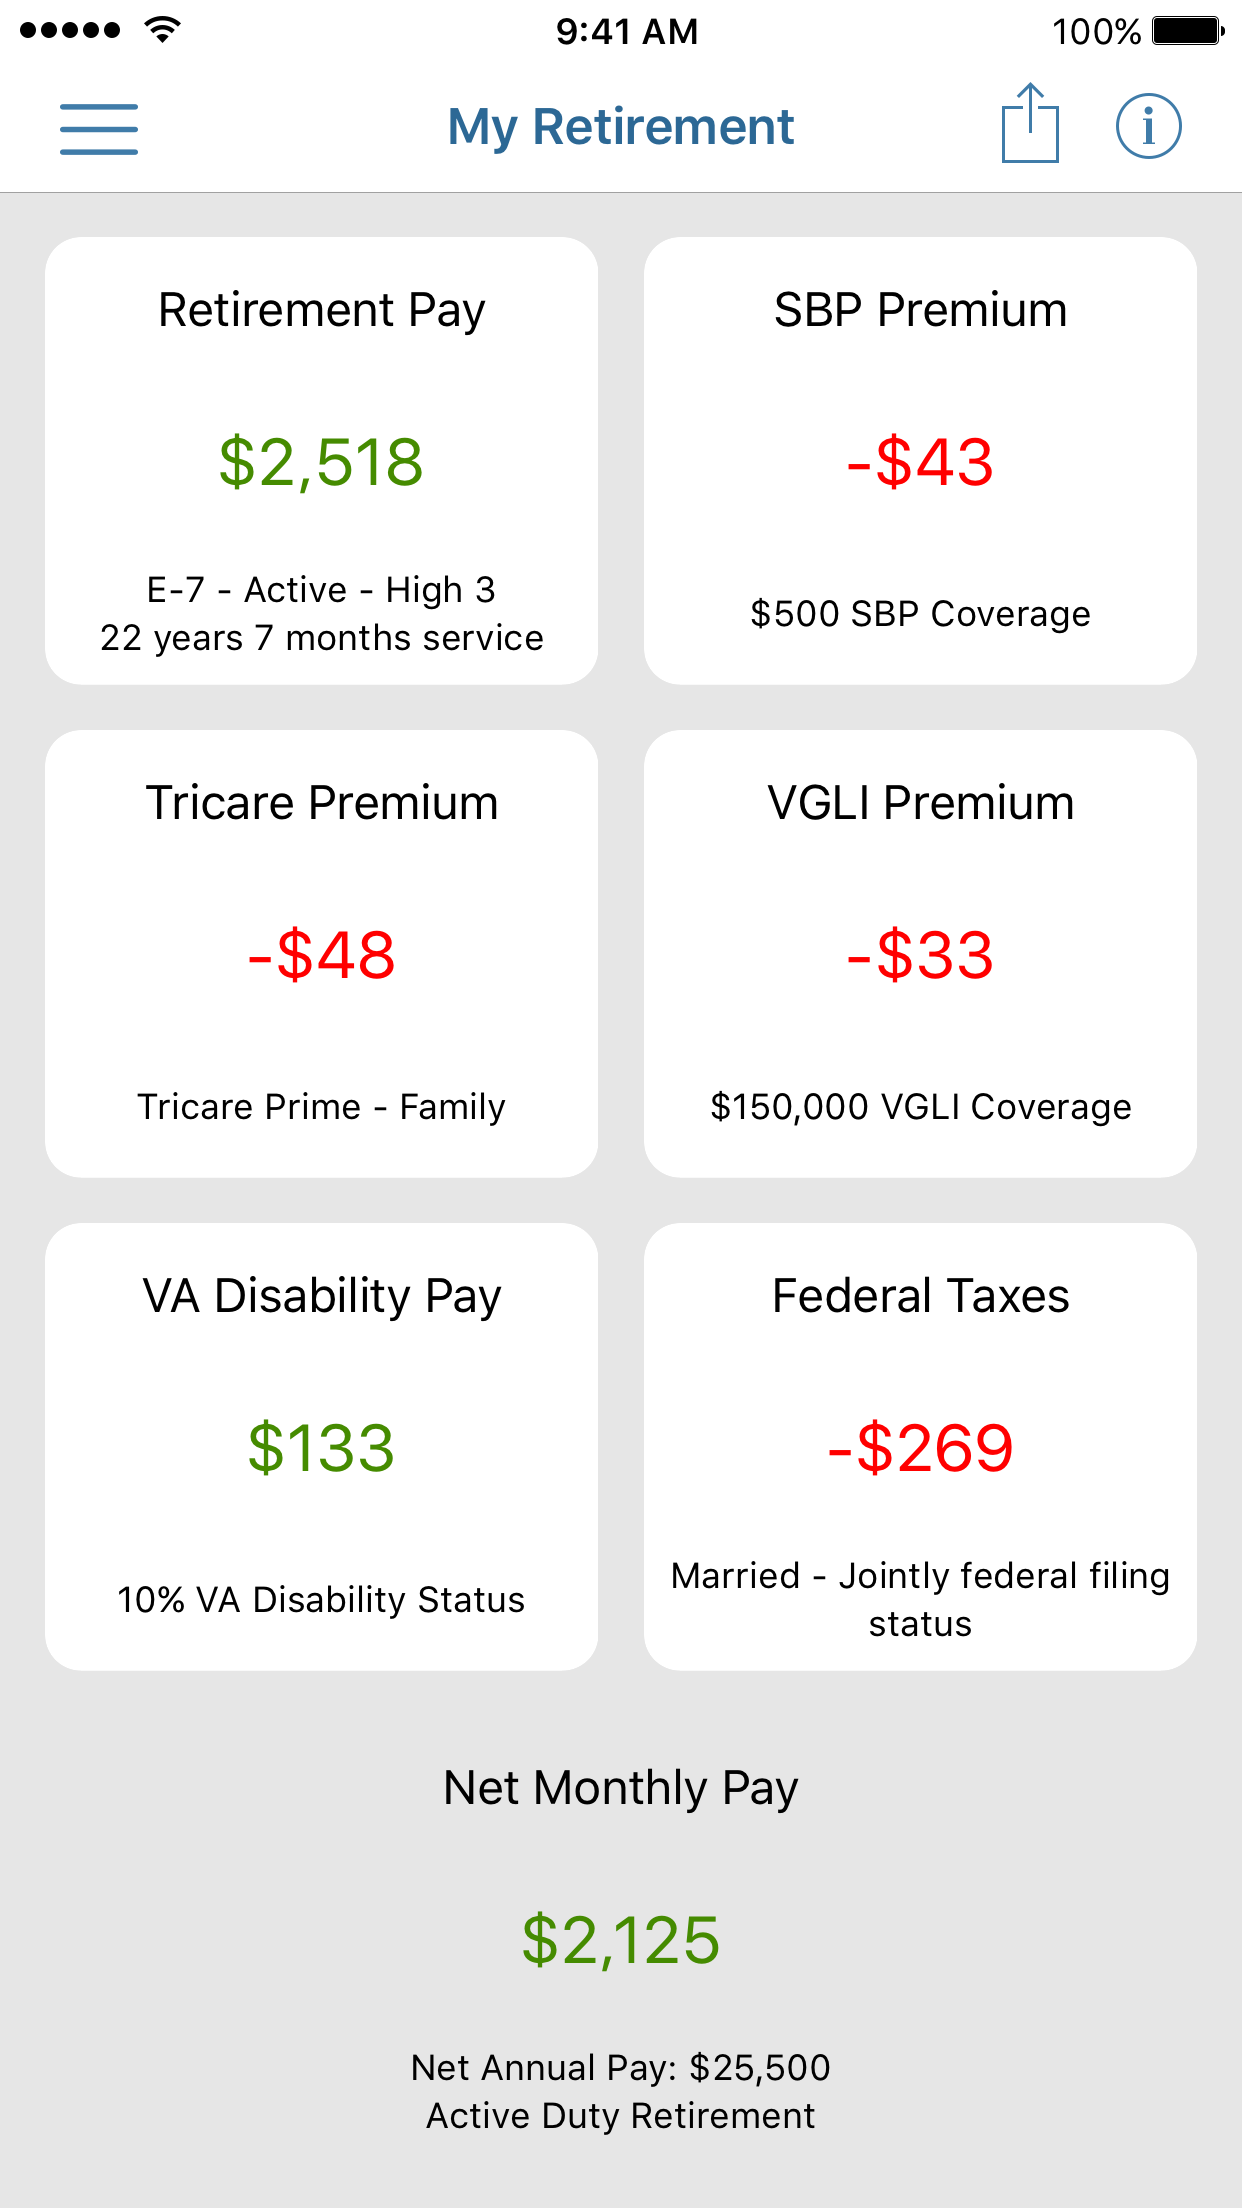 9:41 AM
100%
My Retirement
Retirement Pay
$2,518
E-7 - Active - High 3
22 years 7 months service
SBP Premium
-$43
$500 SBP Coverage
Tricare Premium
-$48
Tricare Prime - Family
VGLI Premium
-$33
$150,000 VGLI Coverage
VA Disability Pay
$133
10% VA Disability Status
Federal Taxes
-$269
Married - Jointly federal filing
status
Net Monthly Pay
$2,125
Net Annual Pay: $25,500
Active Duty Retirement